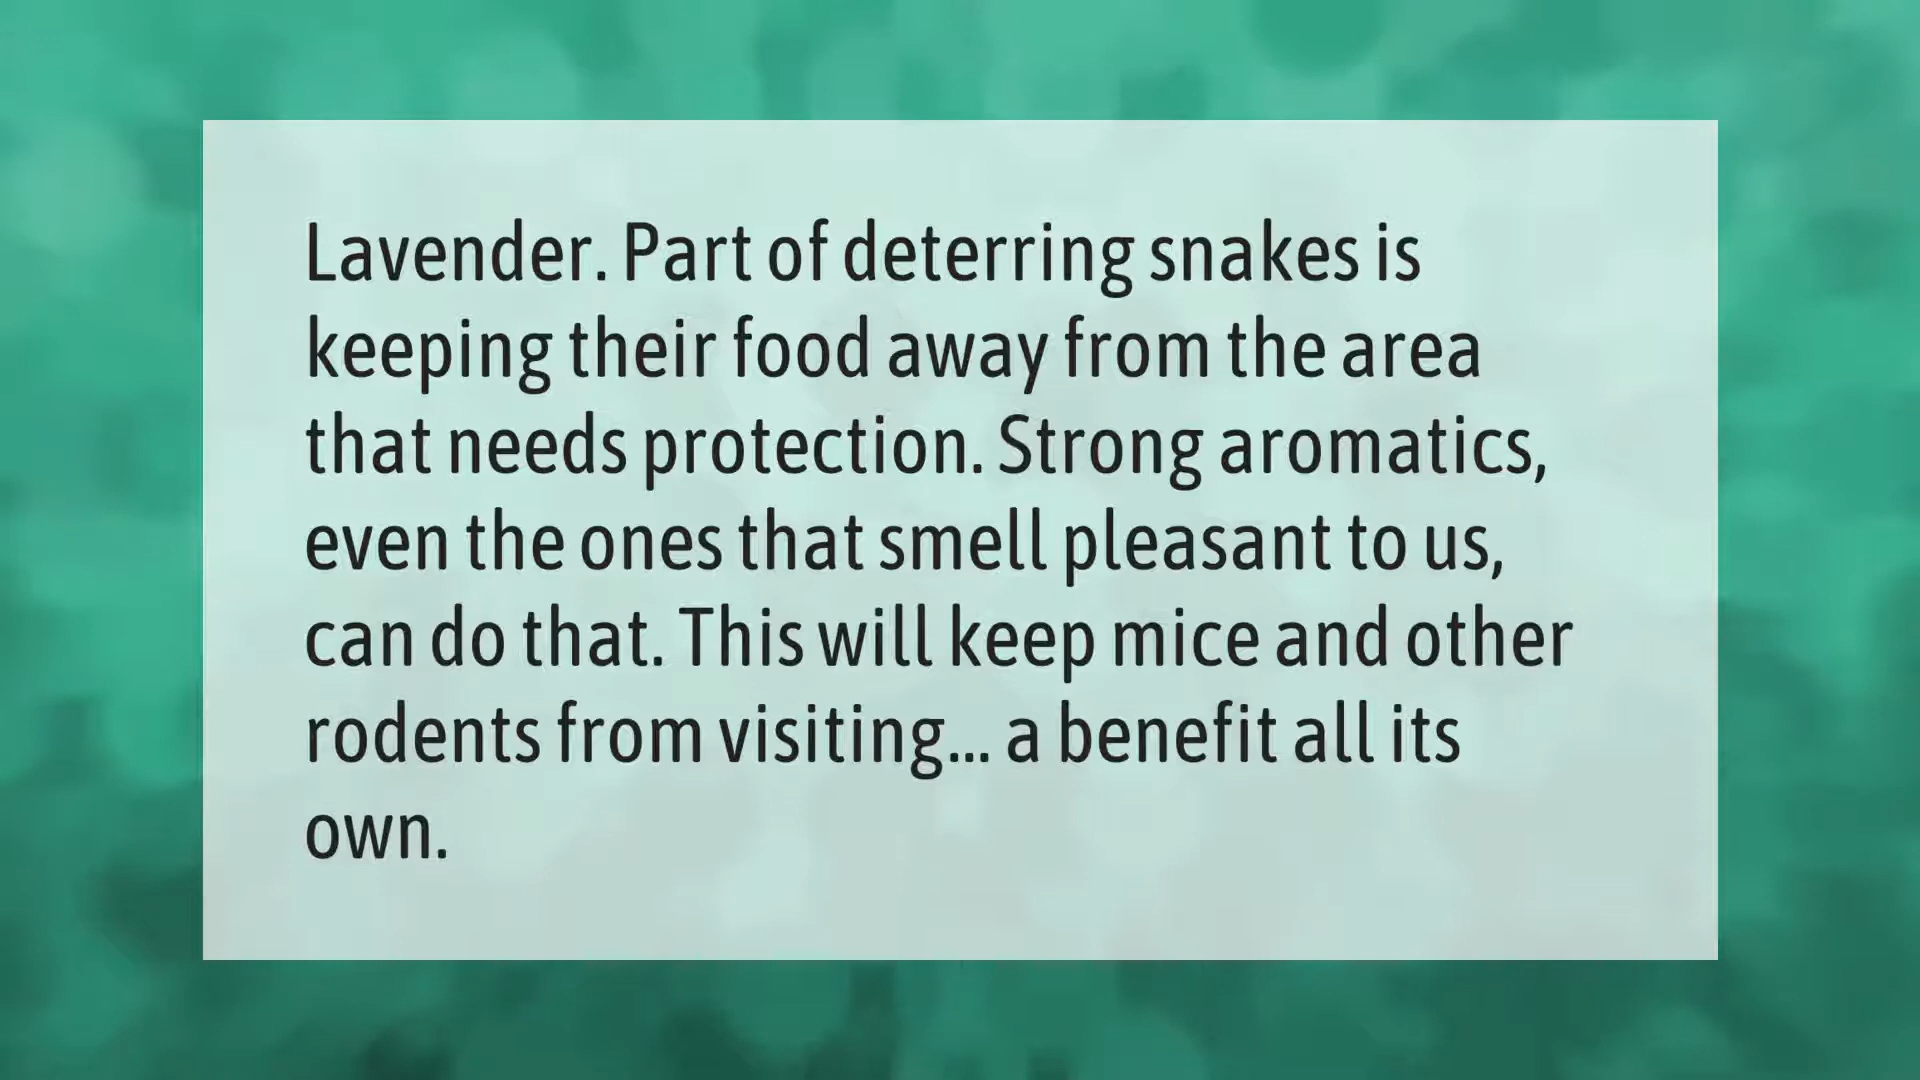 Lavender. Part of deterring snakes is
keeping their food away from the area
that needs protection. Strong aromatics,
even the ones that smell pleasant to us,
can do that. This will keep mice and other
rodents from visiting... a benefit all its
own.